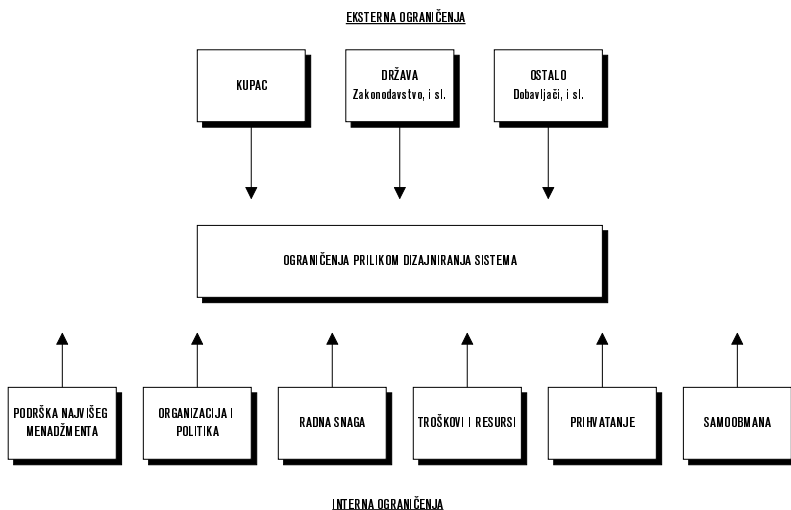 EKSTERNA OGRANIČENJA
KUPAC
DRŽAVA
Zakonodavstvo, i sl.
OSTALO
Dobavljači, i sl.
OGRANIČENJA PRILIKOM DIZAJNIRANJA SISTEMA
PODRŠKA NAJVIŠEG
MENADŽMENTA
ORGANIZACIJA I
POLITIKA
RADNA SNAGA
TROŠKOVI I RESURSI
PRIHVATANJE
SAMOOBMANA
INTERNA OGRANIČENJA